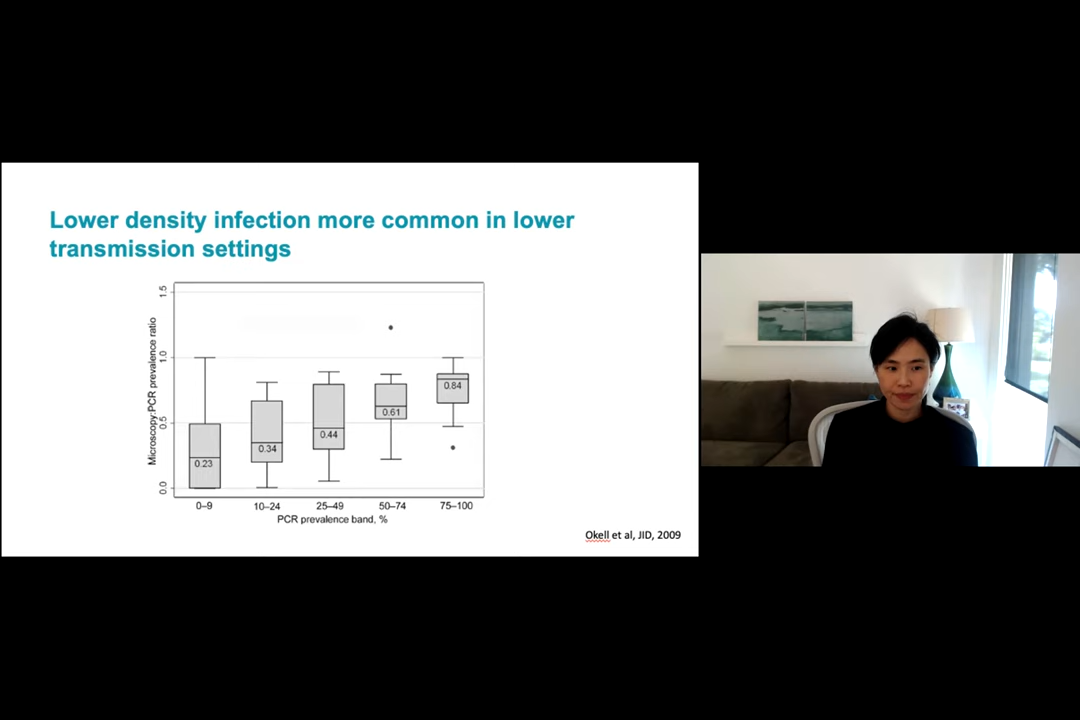 Lower density infection more common in lower
transmission settings
Microscopy:PCR prevalence ratio
1.5
1.0
0.5
0.0
0.23
0.34
0.44
0.61
0.84
0–9
10–24
25–49
50–74
75–100
PCR prevalence band, %
Okell et al, JID, 2009